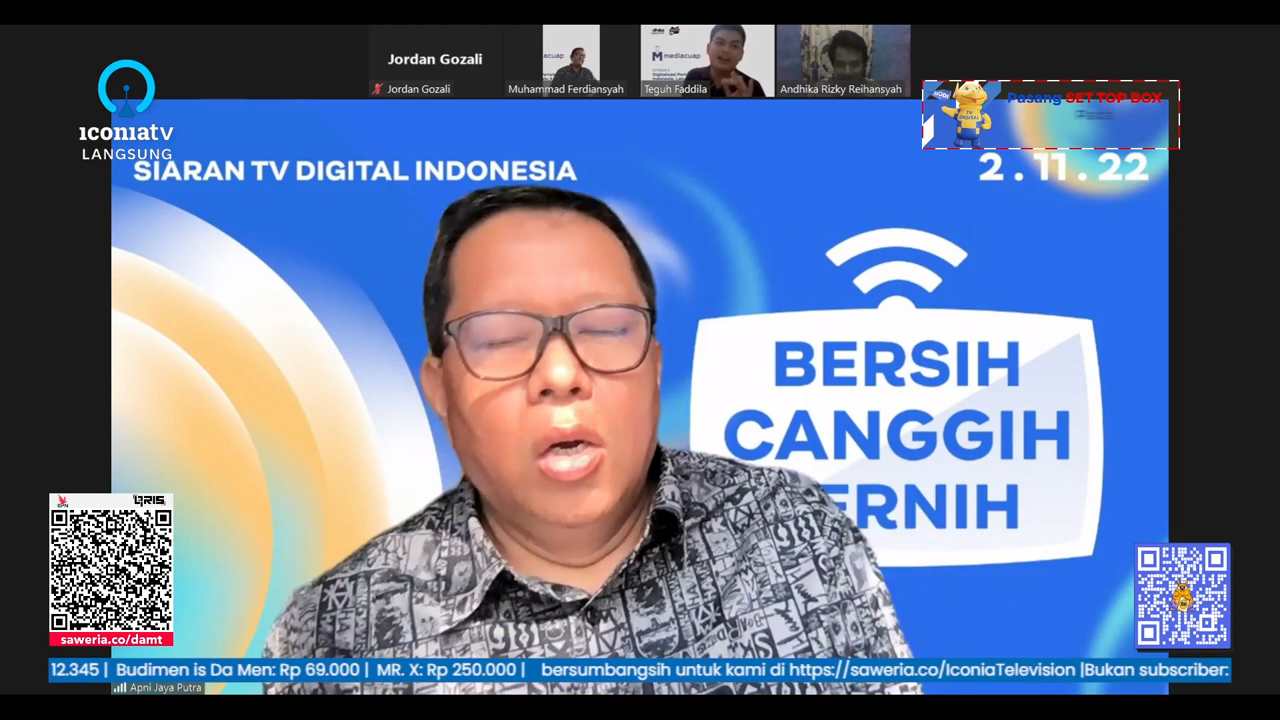 Jordan Gozali
Jordan Gozali
Muhammad Ferdiansyah
mediacuap
Teguh Faddila
Andhika Rizky Reihansyah
ıconıatv
LANGSUNG
Pasang SET TOP BOX
TV
DIGITAL
SIARAN TV DIGITAL INDONESIA
2 . 11 . 22
BERSIH
CANGGIH
ERNIH
QRIS
saweria.co/damt
12.345 | Budimen is Da Men: Rp 69.000 | MR. X: Rp 250.000 | bersumbangsih untuk kami di https://saweria.co/IconiaTelevision |Bukan subscriber:
Apni Jaya Putra